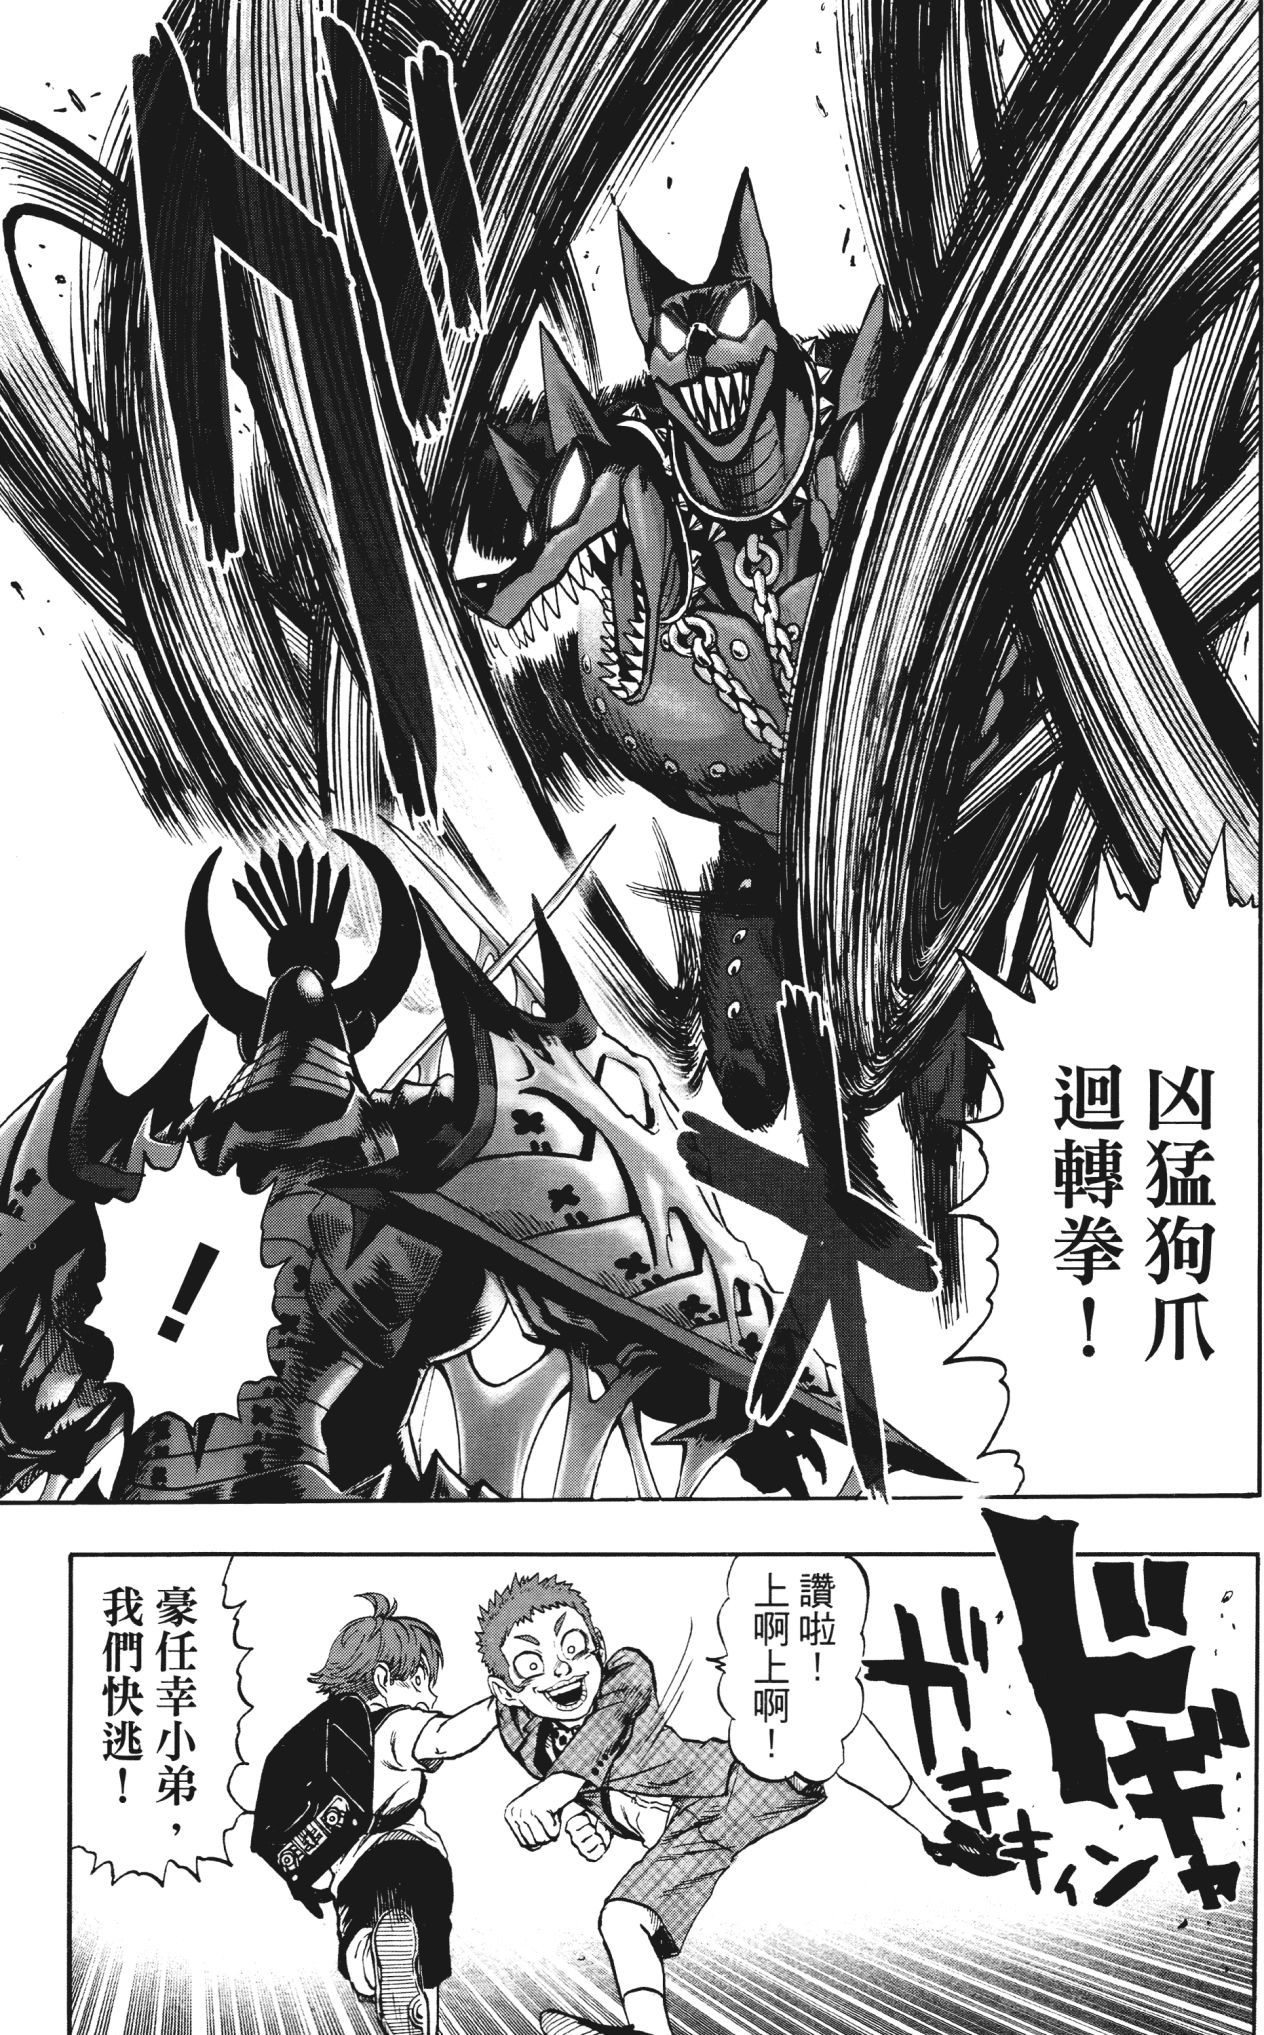 凶猛狗爪
迴轉拳！
！
讚啦！
上啊上啊！
豪任幸小弟，
我們快逃！
ドギャ
ガキキキィン